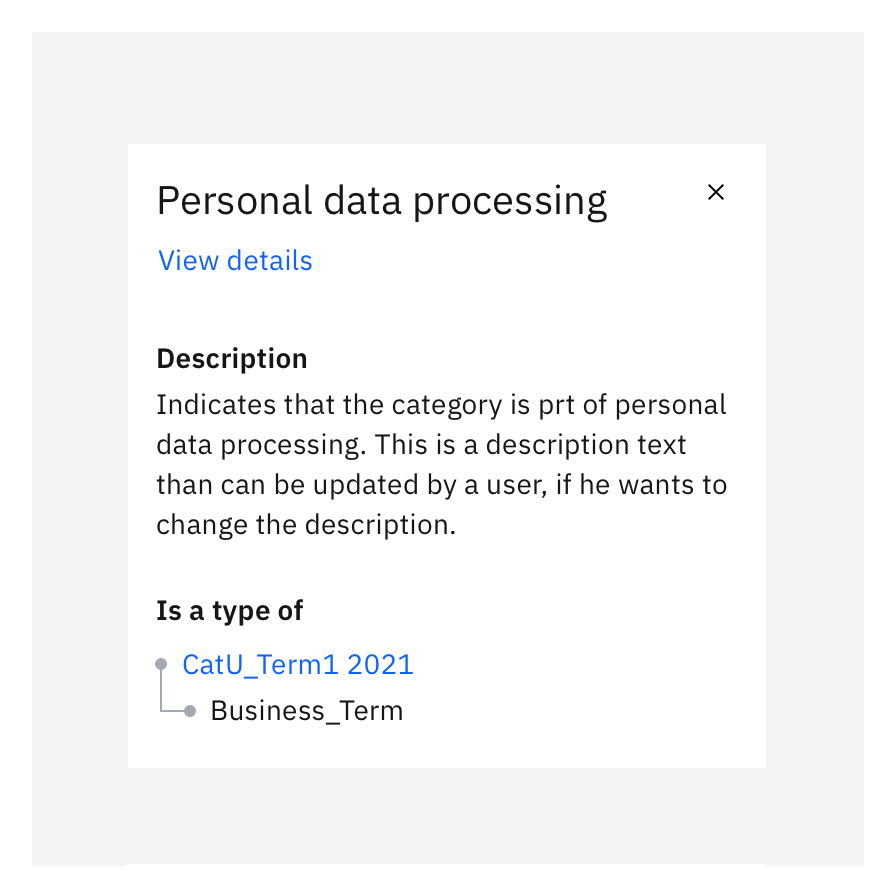 Personal data processing
View details
Description
Indicates that the category is prt of personal
data processing. This is a description text
than can be updated by a user, if he wants to
change the description.
Is a type of
CatU_Term1 2021
Business_Term